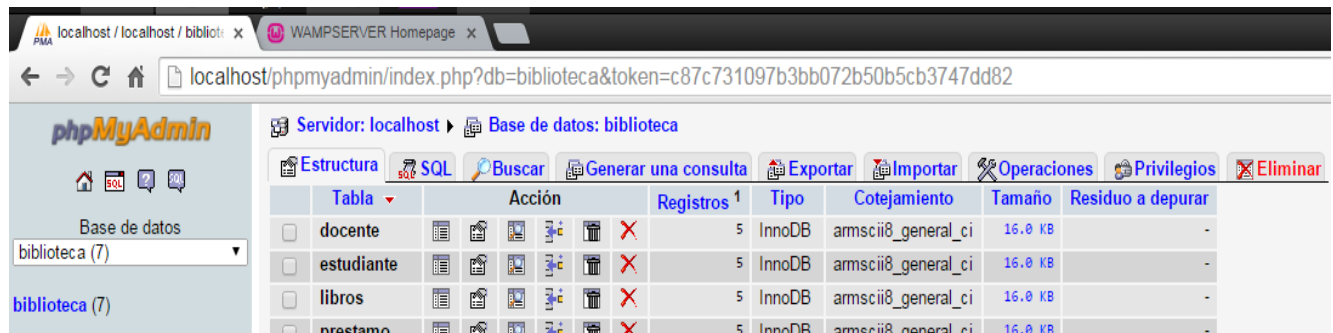 localhost / localhost / bibliote
WAMPSERVER Homepage
localhost/phpmyadmin/index.php?db=biblioteca&token=c87c731097b3bb072b50b5cb3747dd82
phpMyAdmin
Base de datos
biblioteca (7)
biblioteca (7)
Servidor: localhost Base de datos: biblioteca
Estructura SQL Buscar Generar una consulta Exportar Importar Operaciones Privilegios Eliminar
Tabla Acción Registros 1 Tipo Cotejamiento Tamaño Residuo a depurar
docente 5 InnoDB armscii8_general_ci 16.0 KB -
estudiante 5 InnoDB armscii8_general_ci 16.0 KB -
libros 5 InnoDB armscii8_general_ci 16.0 KB -
prestamo 5 InnoDB armscii8_general_ci 16.0 KB -